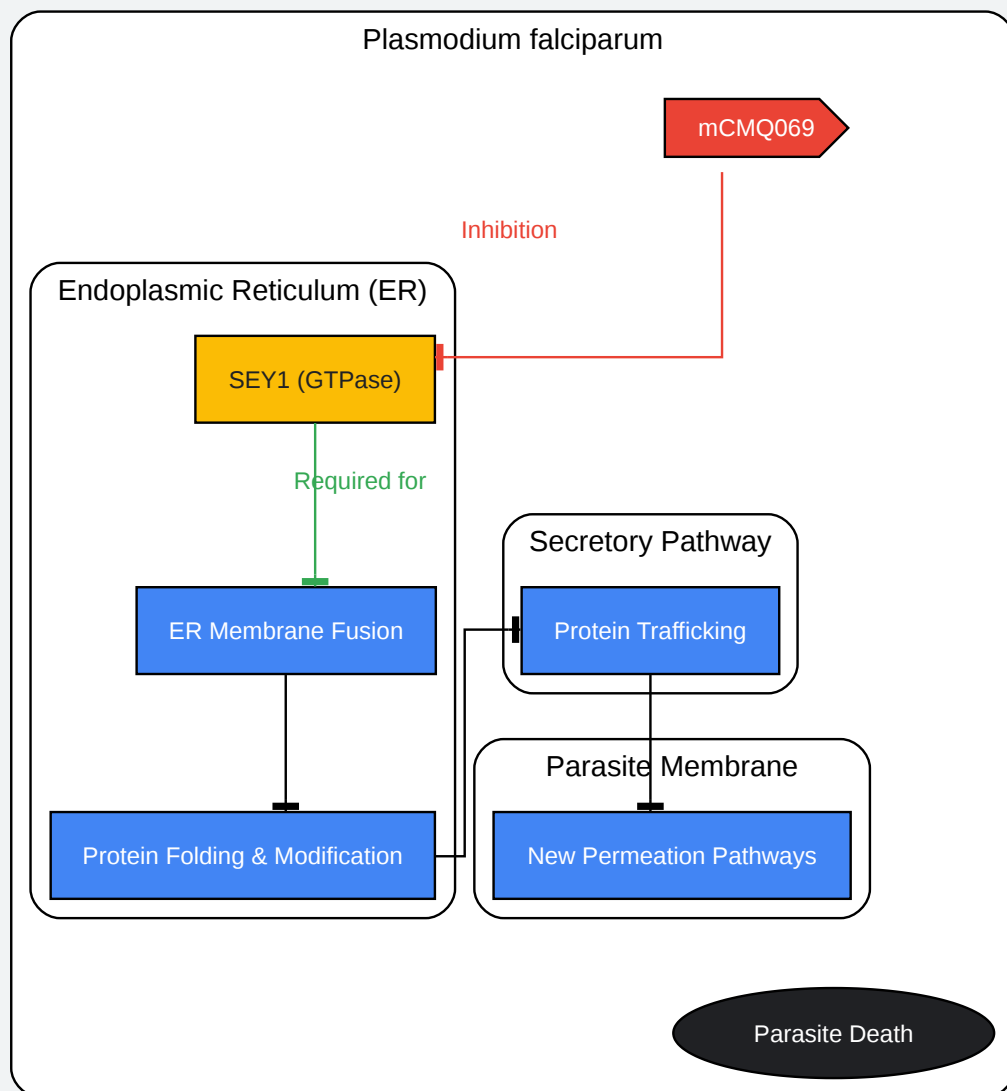 Plasmodium falciparum
mCMQ069
Inhibition
Endoplasmic Reticulum (ER)
SEY1 (GTPase)
Required for
Secretory Pathway
ER Membrane Fusion
Protein Trafficking
Parasite Membrane
Protein Folding & Modification
New Permeation Pathways
Parasite Death